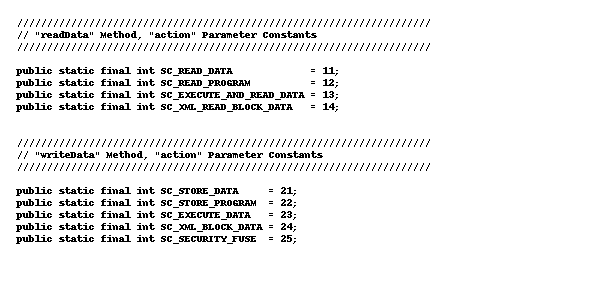 /////////////////////////////////////////////////////////////////////
// "readData" Method, "action" Parameter Constants
/////////////////////////////////////////////////////////////////////
public static final int SC_READ_DATA             = 11;
public static final int SC_READ_PROGRAM          = 12;
public static final int SC_EXECUTE_AND_READ_DATA = 13;
public static final int SC_XML_READ_BLOCK_DATA   = 14;
/////////////////////////////////////////////////////////////////////
// "writeData" Method, "action" Parameter Constants
/////////////////////////////////////////////////////////////////////
public static final int SC_STORE_DATA     = 21;
public static final int SC_STORE_PROGRAM  = 22;
public static final int SC_EXECUTE_DATA   = 23;
public static final int SC_XML_BLOCK_DATA = 24;
public static final int SC_SECURITY_FUSE  = 25;